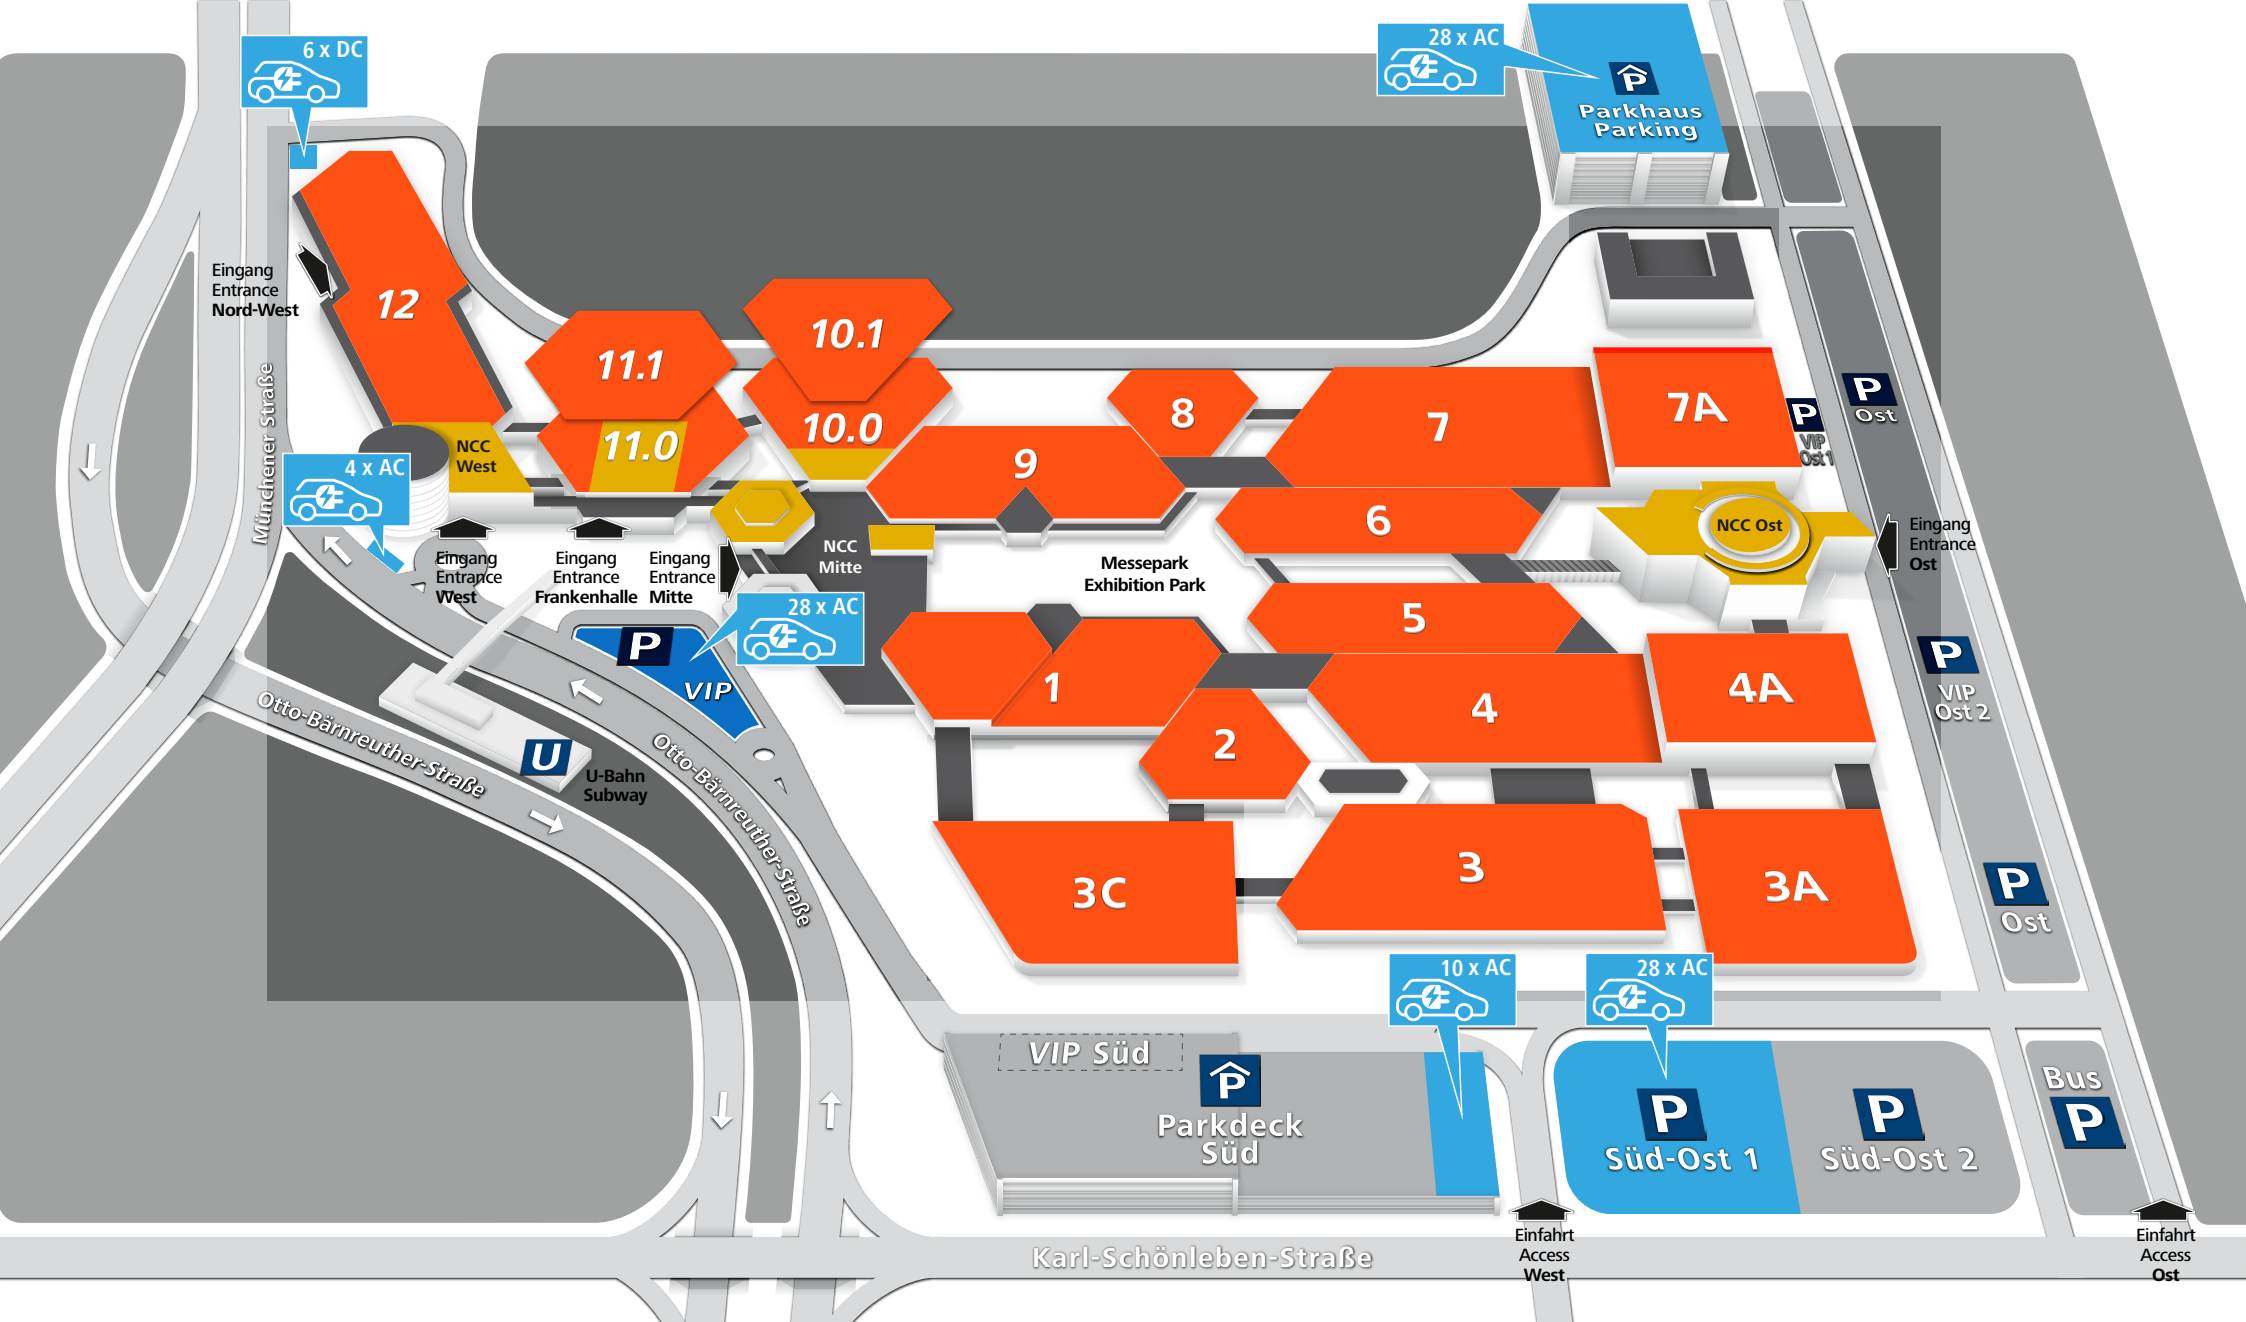 6 x DC
28 x AC
P
Parkhaus
Parking
Eingang
Entrance
Nord-West
12
11.1
10.1
11.0
10.0
8
7
7A
P
VIP
Ost 1
P
Ost
Münchener Straße
NCC
West
9
6
NCC Ost
4 x AC
Eingang
Entrance
West
Eingang
Entrance
Frankenhalle
Eingang
Entrance
Mitte
NCC
Mitte
Messepark
Exhibition Park
Eingang
Entrance
Ost
28 x AC
P
VIP
5
1
4
4A
P
VIP
Ost 2
2
Otto-Bärnreuther-Straße
U
U-Bahn
Subway
Otto-Bärnreuther-Straße
3C
3
3A
P
Ost
10 x AC
28 x AC
VIP Süd
P
Parkdeck
Süd
P
Süd-Ost 1
P
Süd-Ost 2
Bus
P
Karl-Schönleben-Straße
Einfahrt
Access
West
Einfahrt
Access
Ost